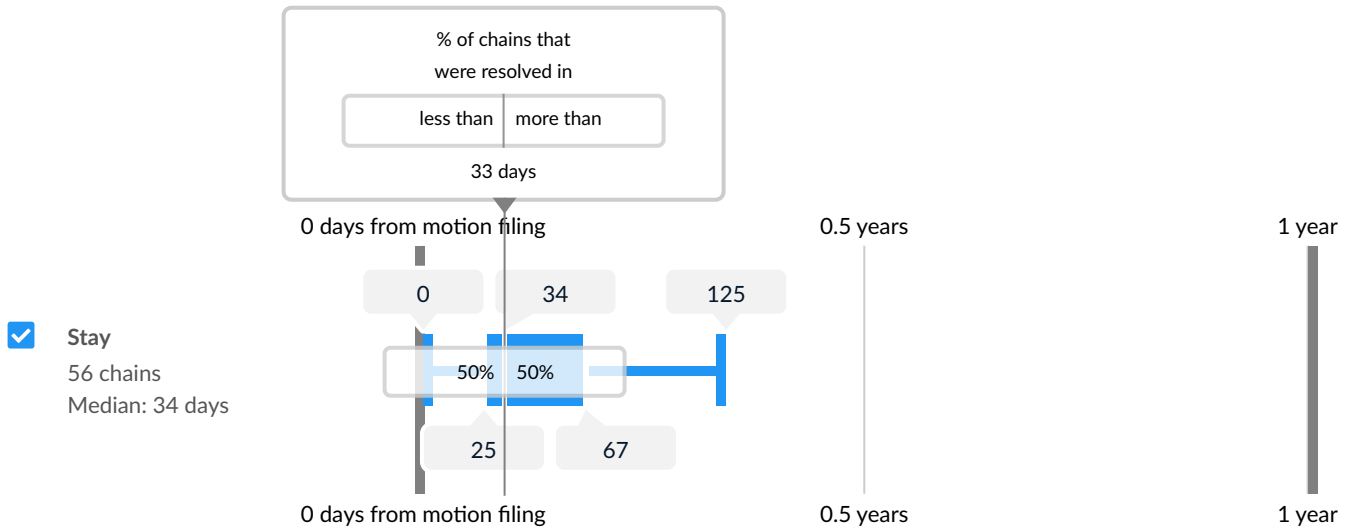 % of chains that
were resolved in
less than more than
33 days
0 days from motion filing 0.5 years 1 year
0 34 125
Stay
56 chains
50% 50%
Median: 34 days
25 67
0 days from motion filing 0.5 years 1 year